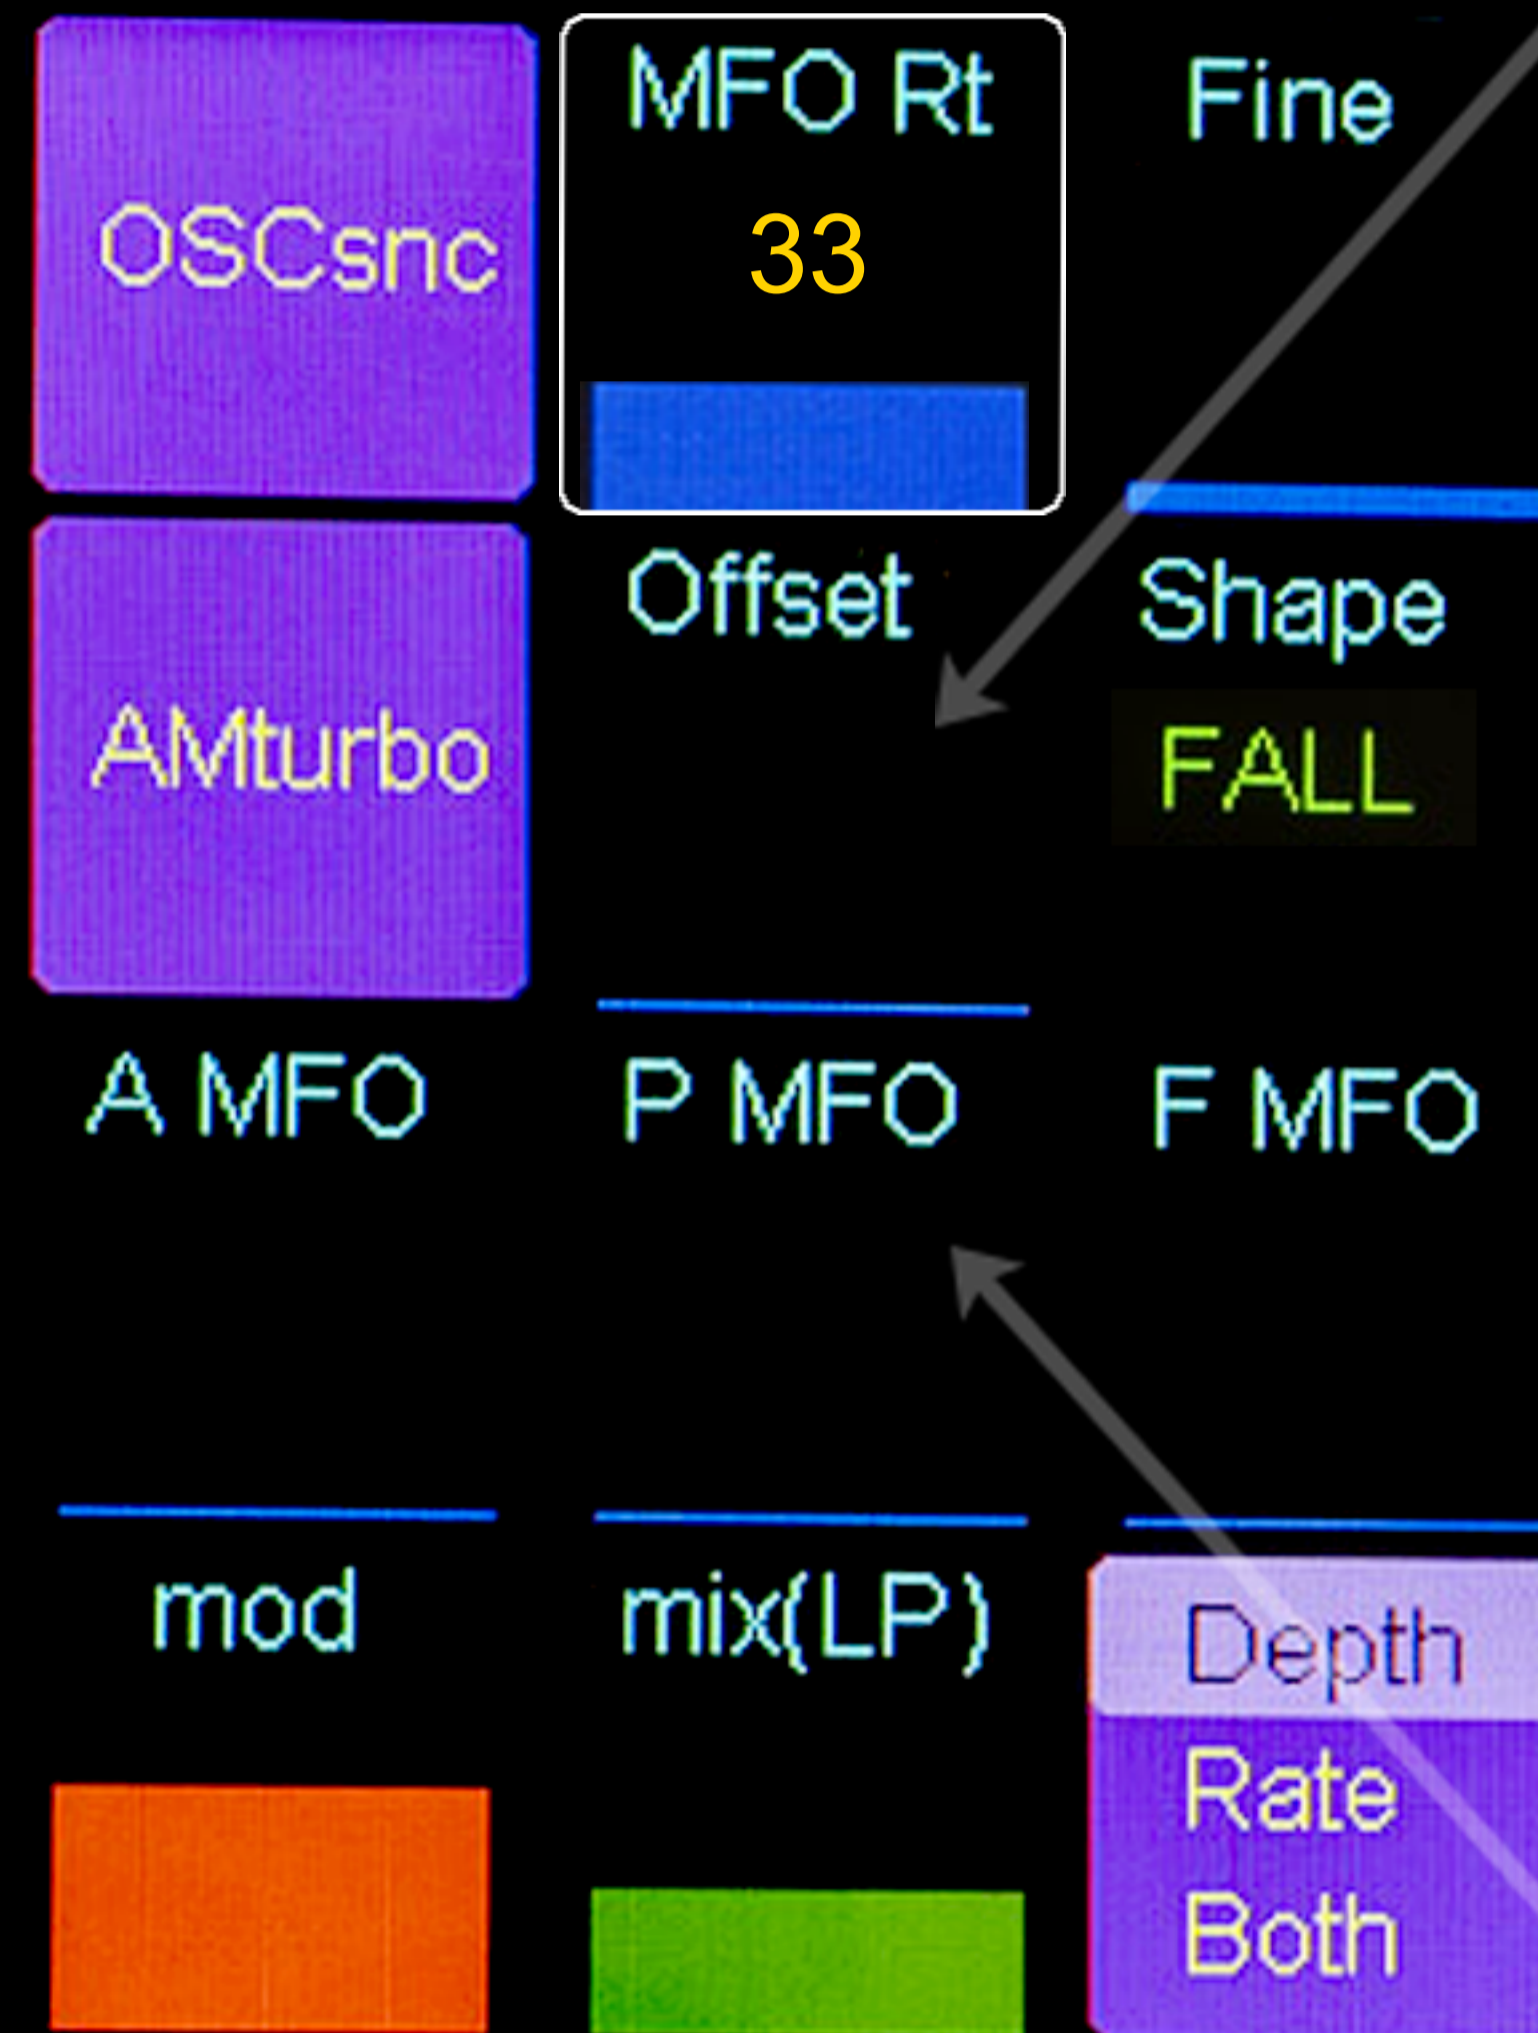 OSCsnc
MFO Rt
33
Fine
AMturbo
Offset
Shape
FALL
A MFO
P MFO
F MFO
mod
mix(LP)
Depth
Rate
Both